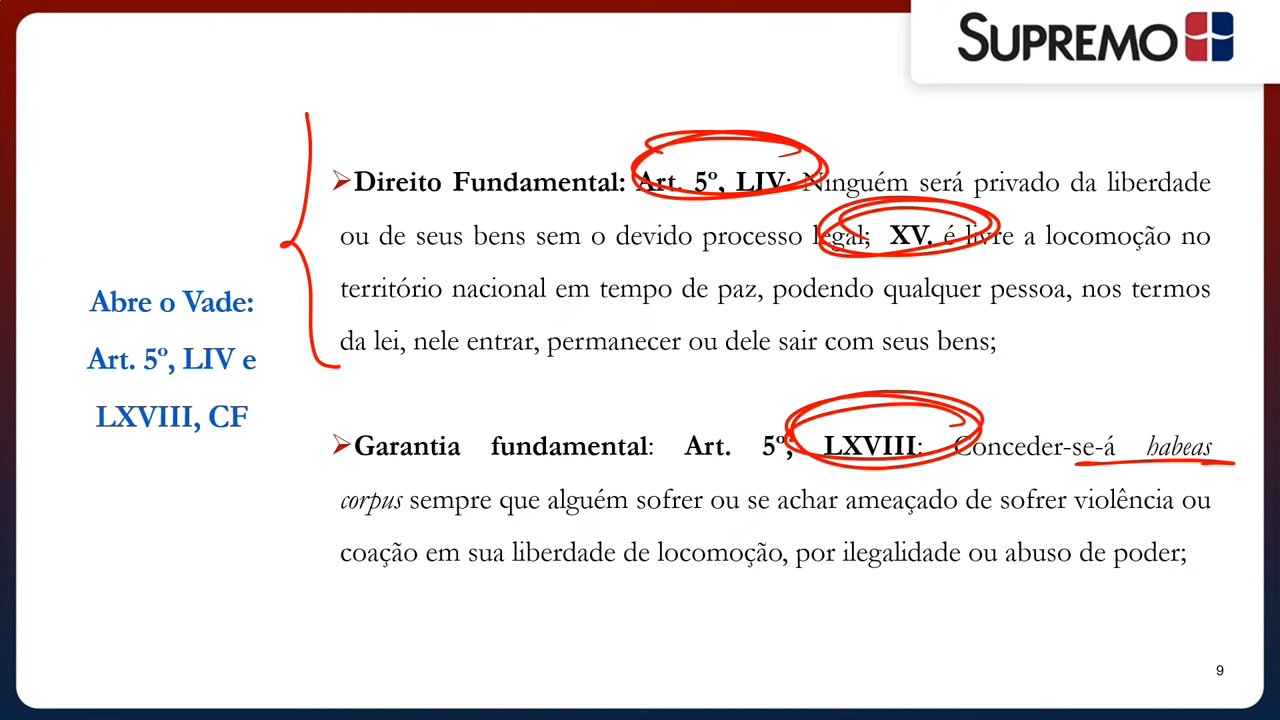 SUPREMO
Direito Fundamental: Art. 5º, LIV: Ninguém será privado da liberdade
ou de seus bens sem o devido processo legal; XV. é livre a locomoção no
território nacional em tempo de paz, podendo qualquer pessoa, nos termos
da lei, nele entrar, permanecer ou dele sair com seus bens;
Abre o Vade:
Art. 5º, LIV e
LXVIII, CF
Garantia fundamental: Art. 5º, LXVIII: Conceder-se-á habeas
corpus sempre que alguém sofrer ou se achar ameaçado de sofrer violência ou
coação em sua liberdade de locomoção, por ilegalidade ou abuso de poder;
9